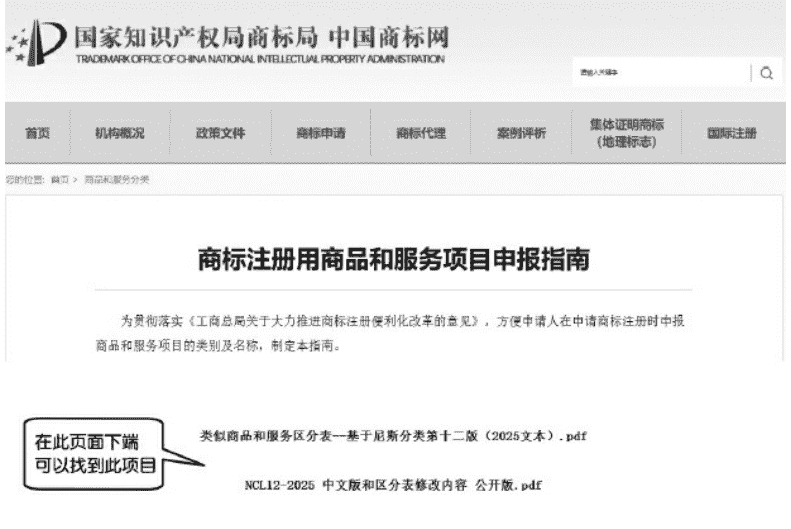 国家知识产权局商标局 中国商标网
TRADEMARK OFFICE OF CHINA NATIONAL INTELLECTUAL PROPERTY ADMINISTRATION
请输入关键字
首页 机构概况 政策文件 商标申请 商标代理 案例评析 集体证明商标 国际注册
(地理标志)
您的位置: 首页 > 商品和服务分类
商标注册用商品和服务项目申报指南
为贯彻落实《工商总局关于大力推进商标注册便利化改革的意见》，方便申请人在申请商标注册时申报
商品和服务项目的类别及名称，制定本指南。
在此页面下端
可以找到此项目
类似商品和服务区分表--基于尼斯分类第十二版（2025文本）.pdf
NCL12-2025 中文版和区分表修改内容 公开版.pdf